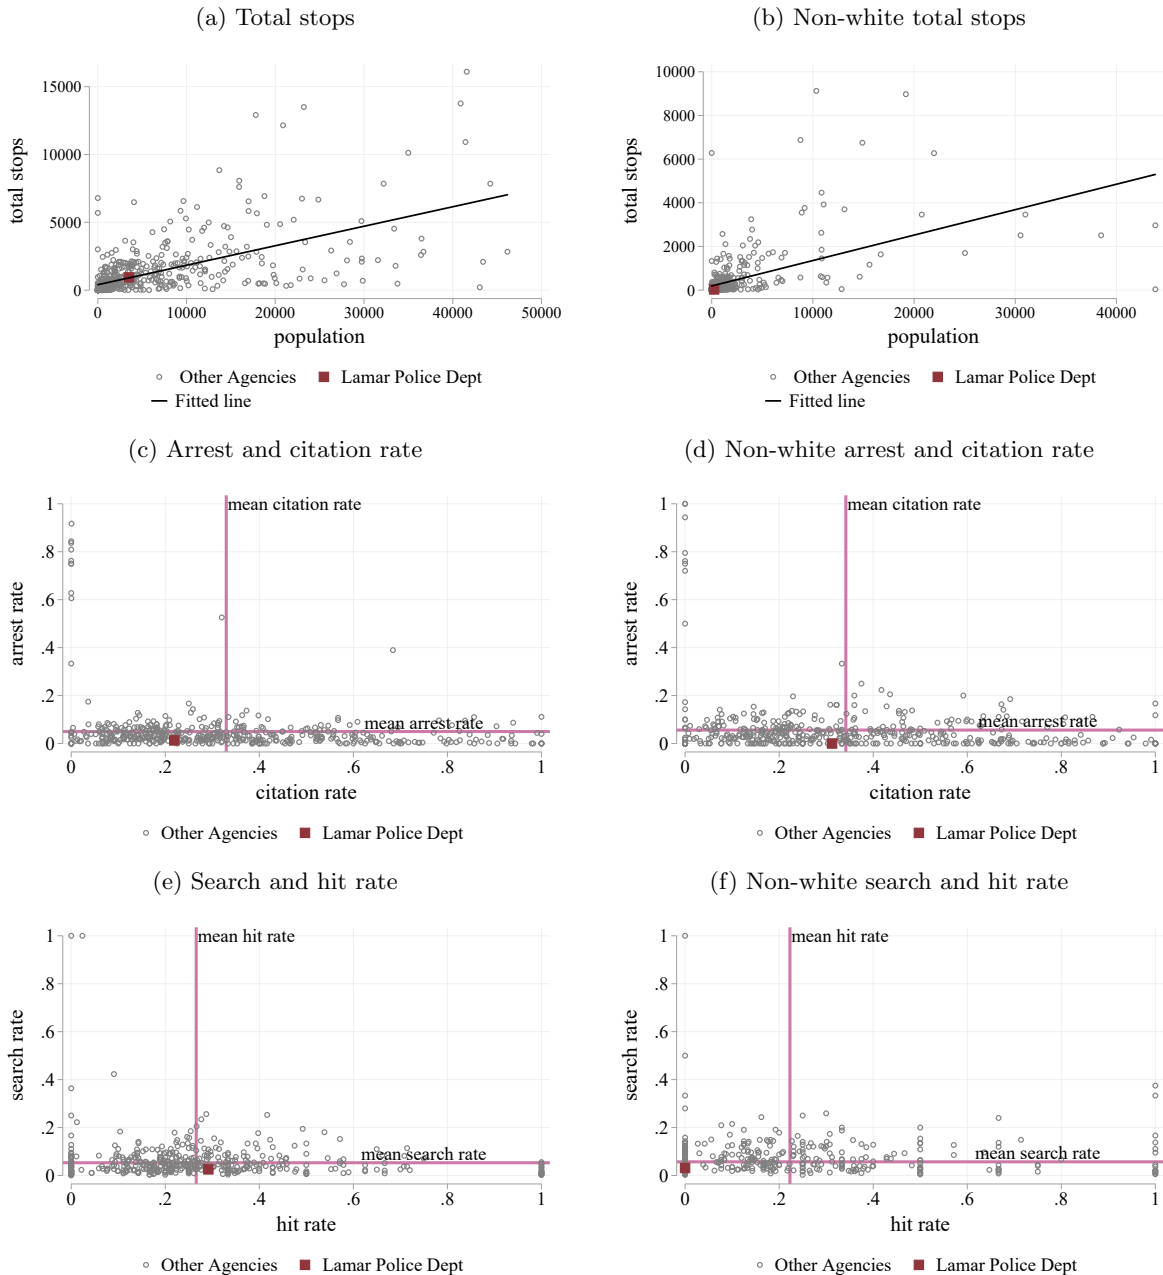 (a) Total stops
(b) Non-white total stops
total stops
15000
10000
5000
0
0 10000 20000 30000 40000 50000
population
Other Agencies Lamar Police Dept
Fitted line
total stops
10000
8000
6000
4000
2000
0
0 10000 20000 30000 40000
population
Other Agencies Lamar Police Dept
Fitted line
(c) Arrest and citation rate
(d) Non-white arrest and citation rate
arrest rate
1
.8
.6
.4
.2
0
mean citation rate
mean arrest rate
0 .2 .4 .6 .8 1
citation rate
Other Agencies Lamar Police Dept
arrest rate
1
.8
.6
.4
.2
0
mean citation rate
mean arrest rate
0 .2 .4 .6 .8 1
citation rate
Other Agencies Lamar Police Dept
(e) Search and hit rate
(f) Non-white search and hit rate
search rate
1
.8
.6
.4
.2
0
mean hit rate
mean search rate
0 .2 .4 .6 .8 1
hit rate
Other Agencies Lamar Police Dept
search rate
1
.8
.6
.4
.2
0
mean hit rate
mean search rate
0 .2 .4 .6 .8 1
hit rate
Other Agencies Lamar Police Dept